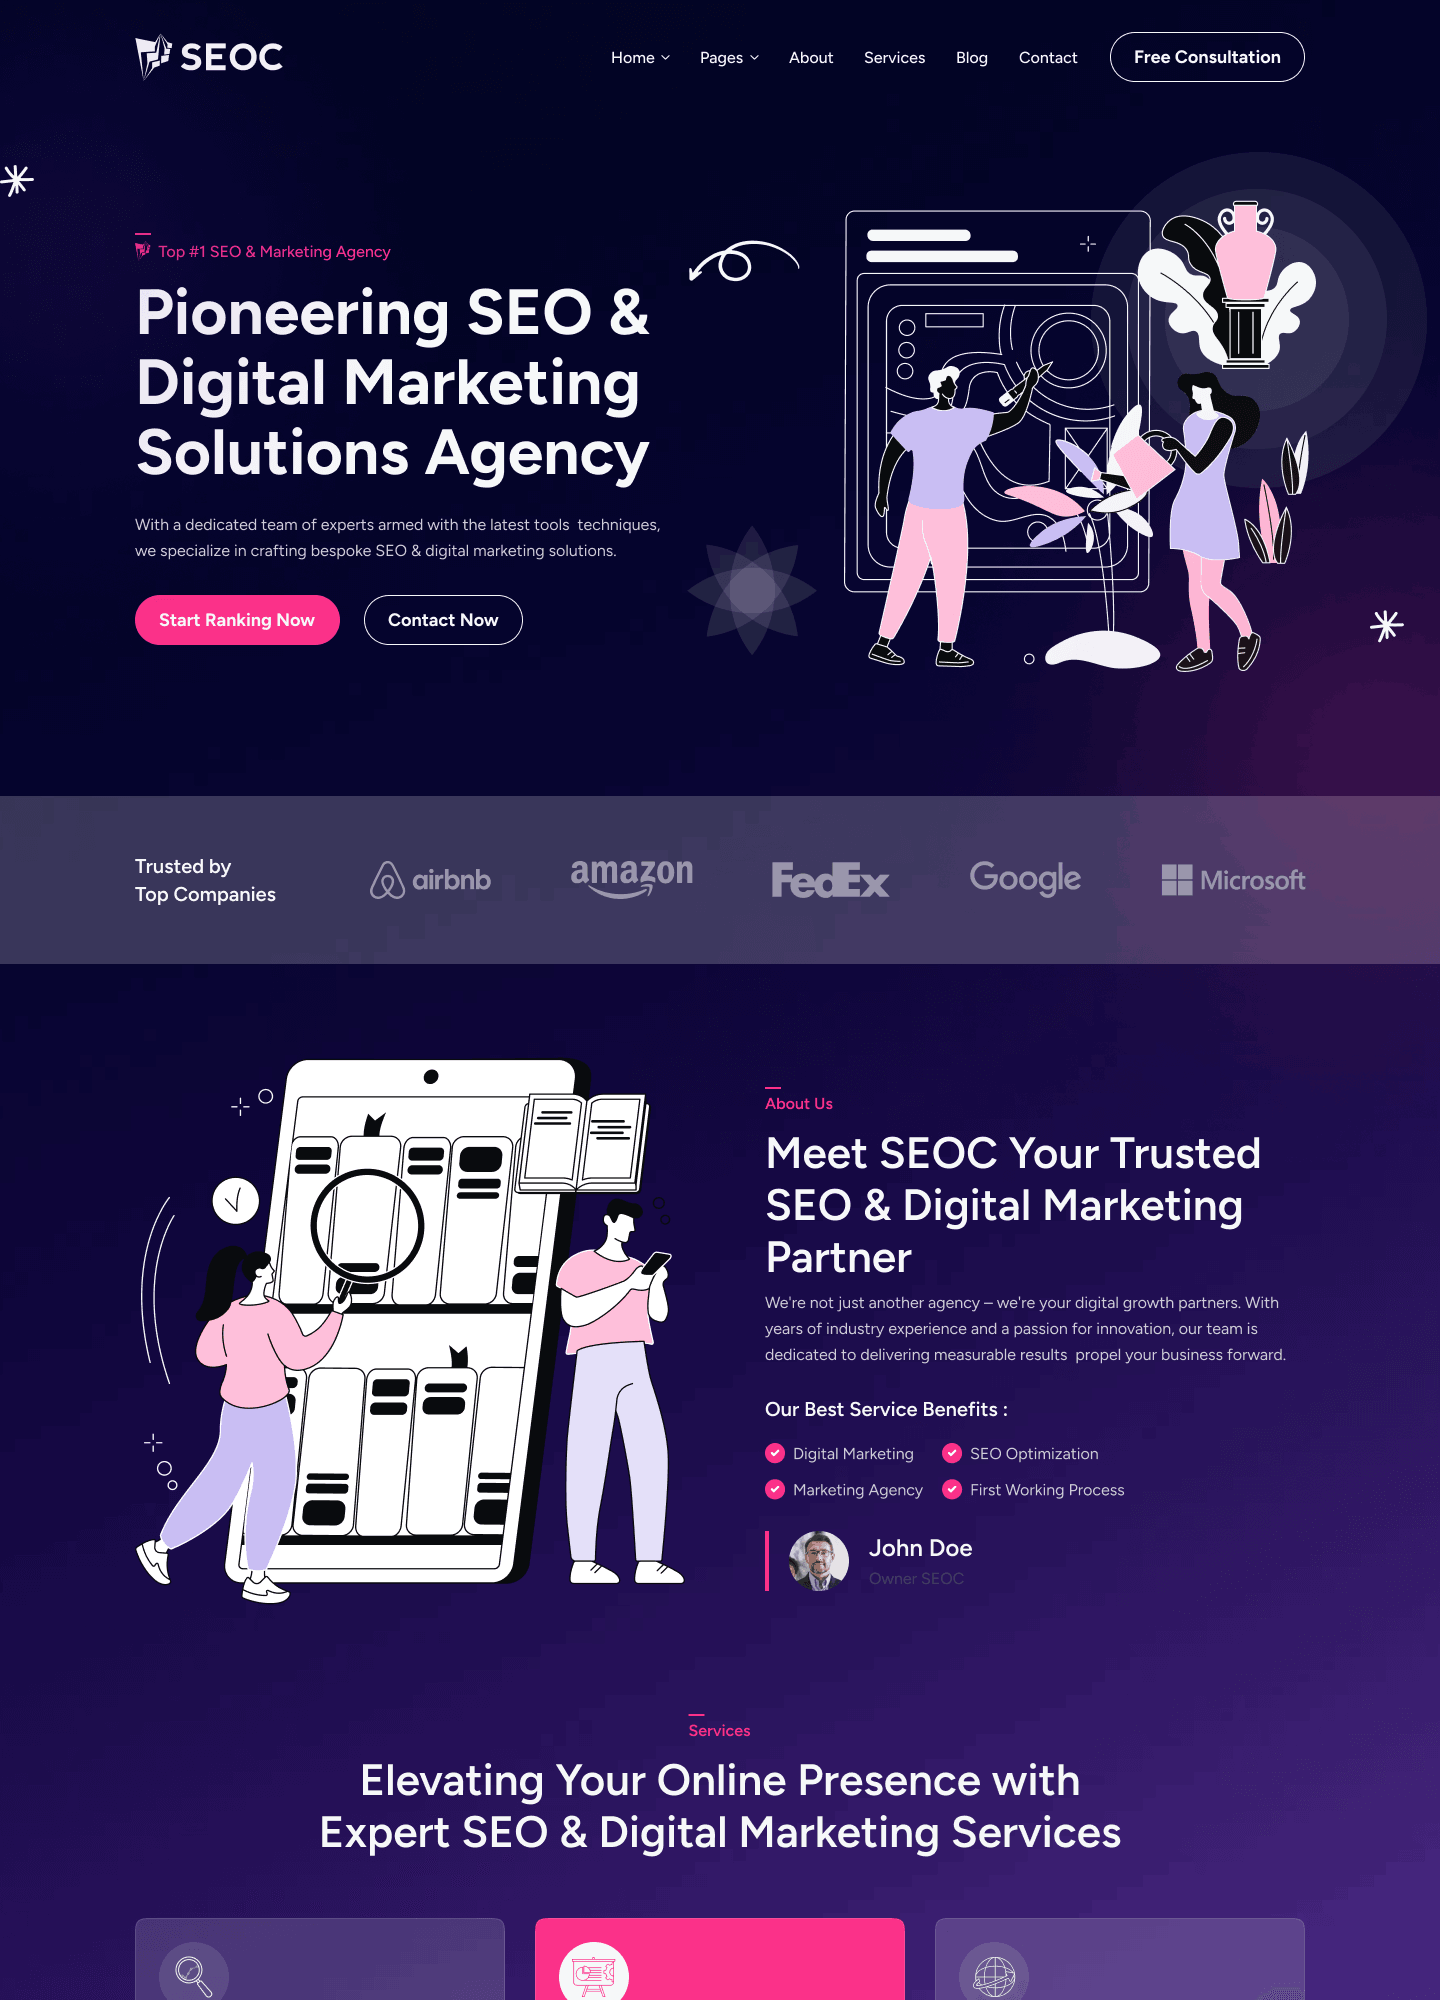 SEOC
Home
Pages
About
Services
Blog
Contact
Free Consultation
Top #1 SEO & Marketing Agency
Pioneering SEO &
Digital Marketing
Solutions Agency
With a dedicated team of experts armed with the latest tools  techniques,
we specialize in crafting bespoke SEO & digital marketing solutions.
Start Ranking Now
Contact Now
Trusted by
Top Companies
airbnb
amazon
FedEx
Google
Microsoft
About Us
Meet SEOC Your Trusted
SEO & Digital Marketing
Partner
We're not just another agency – we're your digital growth partners. With
years of industry experience and a passion for innovation, our team is
dedicated to delivering measurable results  propel your business forward.
Our Best Service Benefits :
Digital Marketing
SEO Optimization
Marketing Agency
First Working Process
John Doe
Owner SEOC
Services
Elevating Your Online Presence with
Expert SEO & Digital Marketing Services